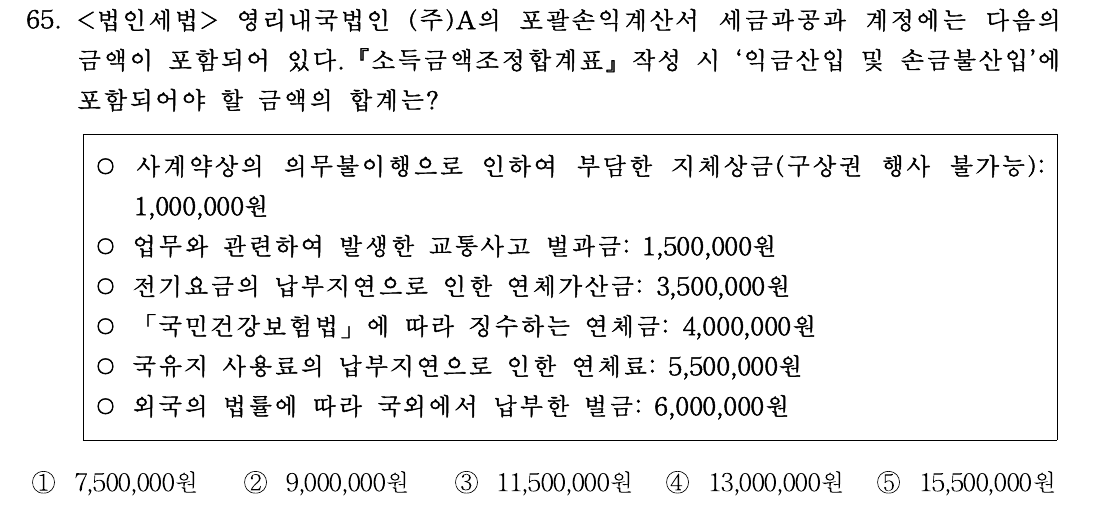 65. <법인세법> 영리내국법인 (주)A의 포괄손익계산서 세금과공과 계정에는 다음의
금액이 포함되어 있다.『소득금액조정합계표』작성 시 ‘익금산입 및 손금불산입’에
포함되어야 할 금액의 합계는?
○ 사계약상의 의무불이행으로 인하여 부담한 지체상금(구상권 행사 불가능):
1,000,000원
○ 업무와 관련하여 발생한 교통사고 벌과금: 1,500,000원
○ 전기요금의 납부지연으로 인한 연체가산금: 3,500,000원
○ 「국민건강보험법」에 따라 징수하는 연체금: 4,000,000원
○ 국유지 사용료의 납부지연으로 인한 연체료: 5,500,000원
○ 외국의 법률에 따라 국외에서 납부한 벌금: 6,000,000원
① 7,500,000원 ② 9,000,000원 ③ 11,500,000원 ④ 13,000,000원 ⑤ 15,500,000원